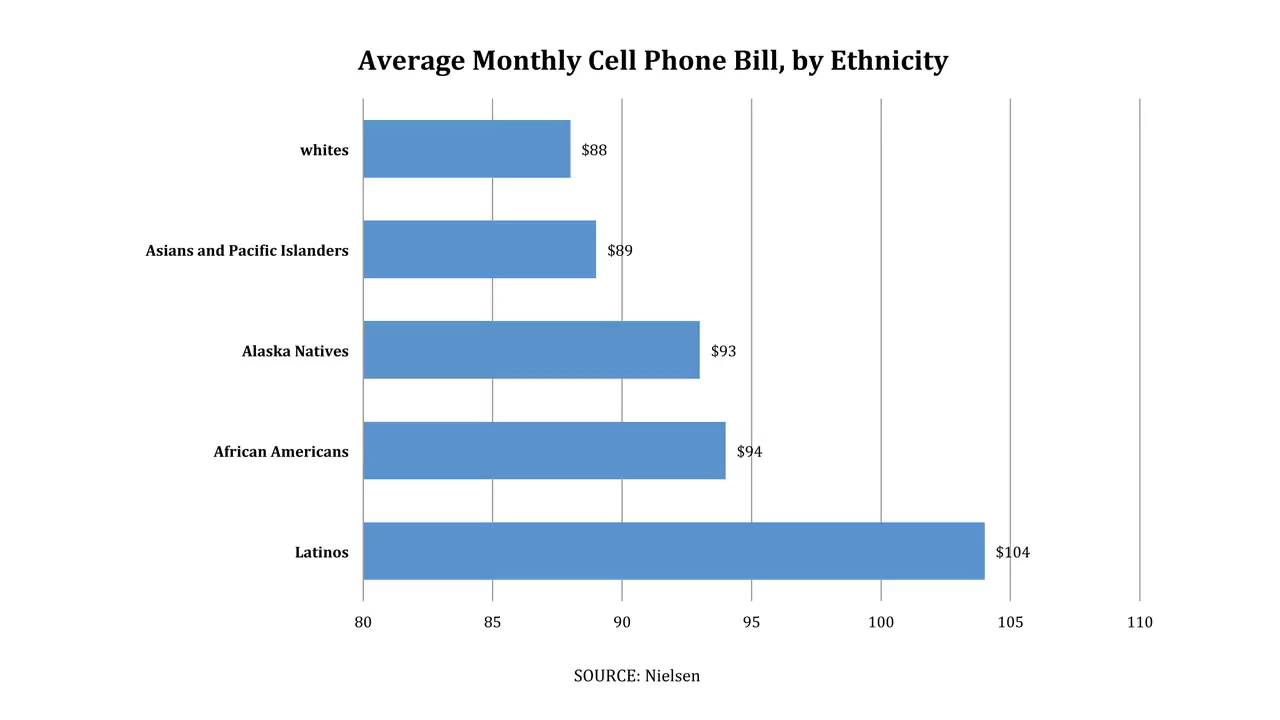 Average Monthly Cell Phone Bill, by Ethnicity
whites
$88
Asians and Pacific Islanders
$89
Alaska Natives
$93
African Americans
$94
Latinos
$104
80 85 90 95 100 105 110
SOURCE: Nielsen